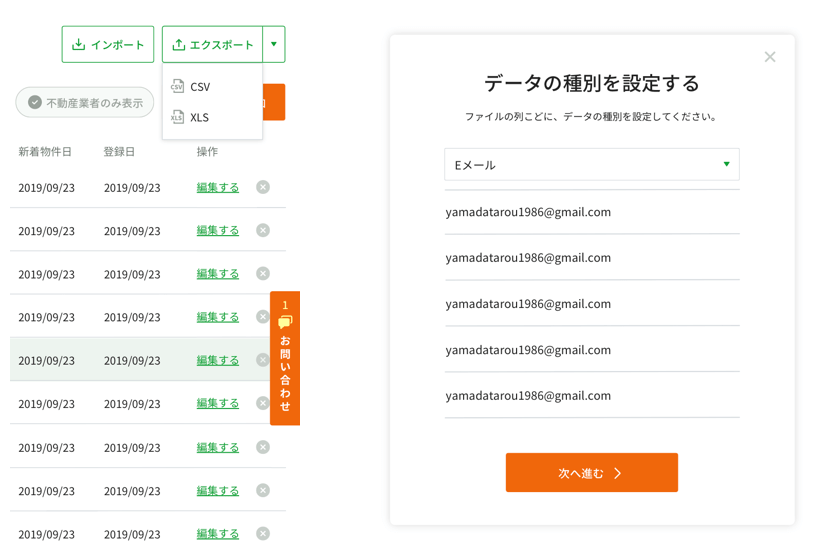 インポート
エクスポート
CSV
XLS
不動産業者のみ表示
新着物件日 登録日 操作
2019/09/23 2019/09/23 編集する
2019/09/23 2019/09/23 編集する
2019/09/23 2019/09/23 編集する
2019/09/23 2019/09/23 編集する
2019/09/23 2019/09/23 編集する
2019/09/23 2019/09/23 編集する
2019/09/23 2019/09/23 編集する
2019/09/23 2019/09/23 編集する
2019/09/23 2019/09/23 編集する
1
お問い合わせ
データの種別を設定する
ファイルの列ごとに、データの種別を設定してください。
Eメール
yamadatarou1986@gmail.com
yamadatarou1986@gmail.com
yamadatarou1986@gmail.com
yamadatarou1986@gmail.com
yamadatarou1986@gmail.com
次へ進む